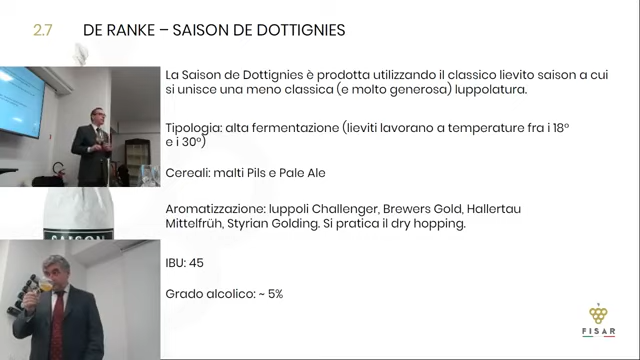 2.7 DE RANKE – SAISON DE DOTTIGNIES
La Saison de Dottignies è prodotta utilizzando il classico lievito saison a cui
si unisce una meno classica (e molto generosa) luppolatura.
Tipologia: alta fermentazione (lieviti lavorano a temperature fra i 18°
e i 30°)
Cereali: malti Pils e Pale Ale
Aromatizzazione: luppoli Challenger, Brewers Gold, Hallertau
Mittelfrüh, Styrian Golding. Si pratica il dry hopping.
SAISON
IBU: 45
Grado alcolico: ~ 5%
FISAR